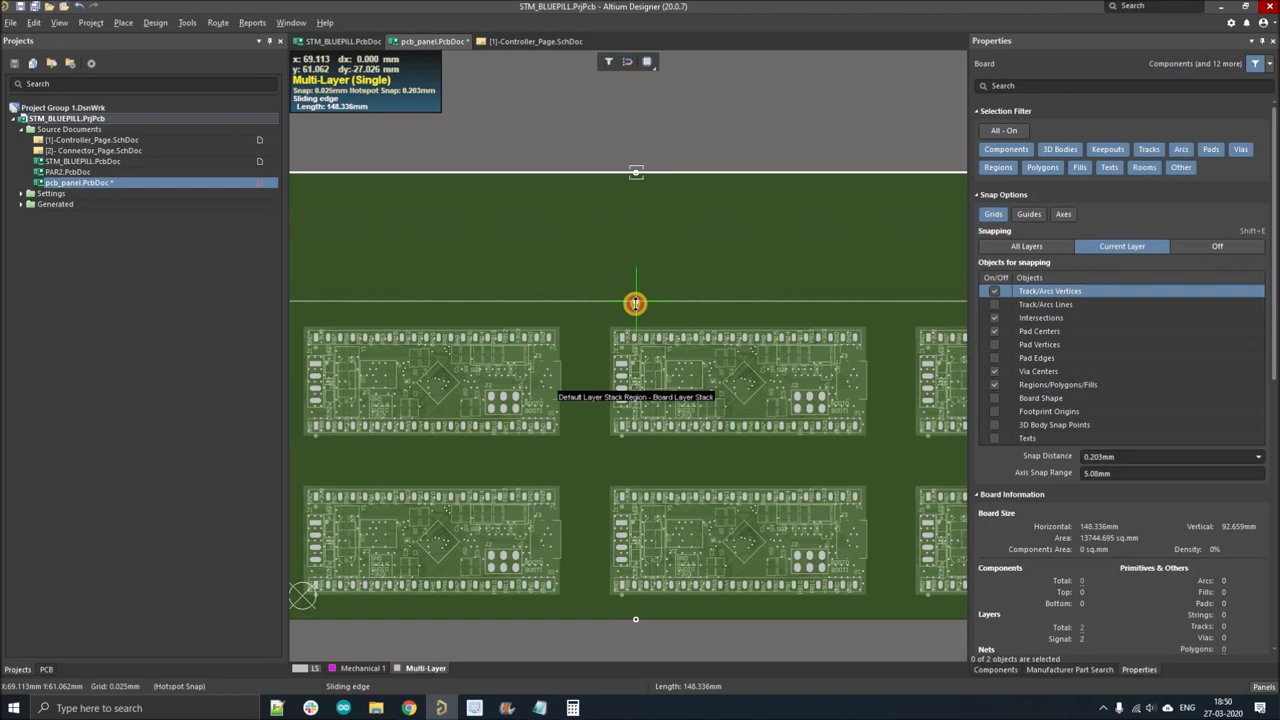 STM_BLUEPILL.PrjPcb - Altium Designer (20.0.7)
Search
File Edit View Project Place Design Tools Route Reports Window Help
Projects
STM_BLUEPILL.PcbDoc
pcb_panel.PcbDoc *
[1]-Controller_Page.SchDoc
Properties
x: 69.113 dx: 0.000 mm
y: 61.062 dy: 27.026 mm
Multi-Layer (Single)
Snap: 0.025mm Hotspot Snap: 0.203mm
Sliding edge
Length: 148.336mm
Search
Project Group 1.DsnWrk
STM_BLUEPILL.PrjPcb
Source Documents
[1]-Controller_Page.SchDoc
[2]- Connector_Page.SchDoc
STM_BLUEPILL.PcbDoc
PAR2.PcbDoc
pcb_panel.PcbDoc *
Settings
Generated
Default Layer Stack Region - Board Layer Stack
Board
Components (and 12 more)
Search
Selection Filter
All - On
Components 3D Bodies Keepouts Tracks Arcs Pads Vias
Regions Polygons Fills Texts Rooms Other
Snap Options
Grids Guides Axes
Snapping
Shift+E
All Layers Current Layer Off
Objects for snapping
On/Off Objects
Track/Arcs Vertices
Track/Arcs Lines
Intersections
Pad Centers
Pad Vertices
Pad Edges
Via Centers
Regions/Polygons/Fills
Board Shape
Footprint Origins
3D Body Snap Points
Texts
Snap Distance 0.203mm
Axis Snap Range 5.08mm
Board Information
Board Size
Horizontal: 148.336mm Vertical: 92.659mm
Area: 13744.695 sq.mm
Components Area: 0 sq.mm Density: 0%
Components Primitives & Others
Total: 0 Arcs: 0
Top: 0 Fills: 0
Bottom: 0 Pads: 0
Layers Strings: 0
Total: 2 Tracks: 0
Signal: 2 Vias: 0
Nets Polygons: 0
0 of 2 objects are selected
Projects PCB
LS Mechanical 1 Multi-Layer
Components Manufacturer Part Search Properties
X:69.113mm Y:61.062mm Grid: 0.025mm (Hotspot Snap) Sliding edge Length: 148.336mm Panels
Type here to search
ENG
18:50
27-03-2020